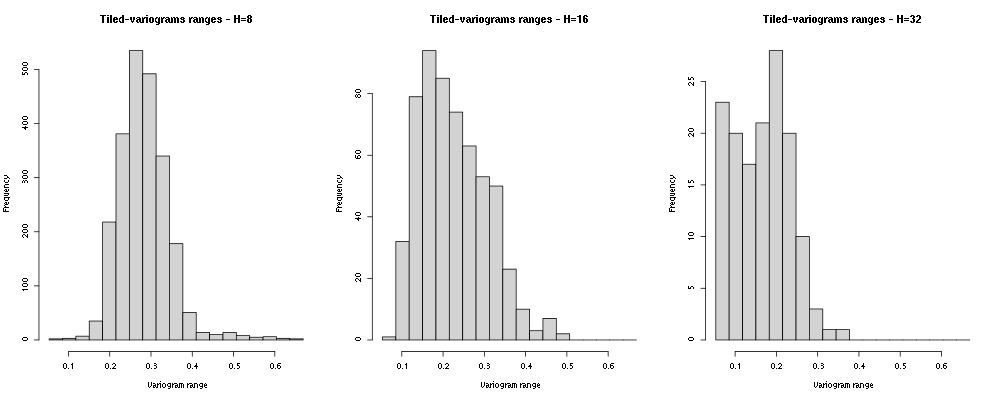 Tiled-variograms ranges - H=8
Frequency
500
400
300
200
100
0
0.1 0.2 0.3 0.4 0.5 0.6
Variogram range
Tiled-variograms ranges - H=16
Frequency
80
60
40
20
0
0.1 0.2 0.3 0.4 0.5 0.6
Variogram range
Tiled-variograms ranges - H=32
Frequency
25
20
15
10
5
0
0.1 0.2 0.3 0.4 0.5 0.6
Variogram range